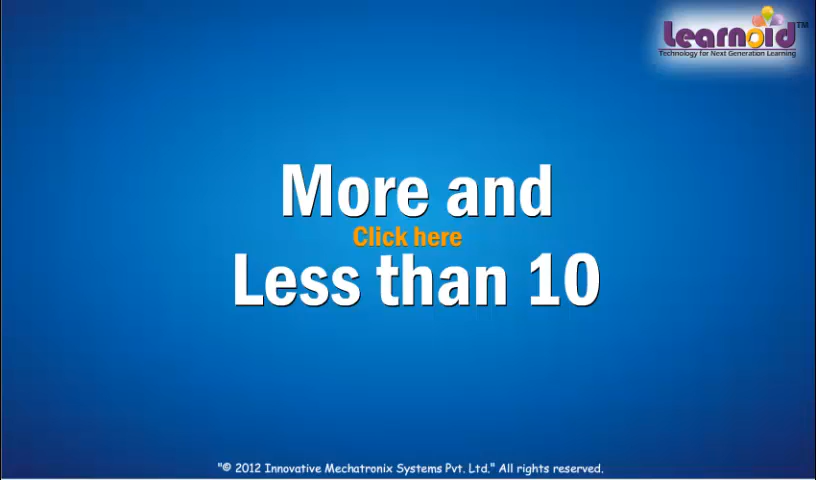 Learnoid™
Technology for Next Generation Learning
More and
Click here
Less than 10
"© 2012 Innovative Mechatronix Systems Pvt. Ltd." All rights reserved.